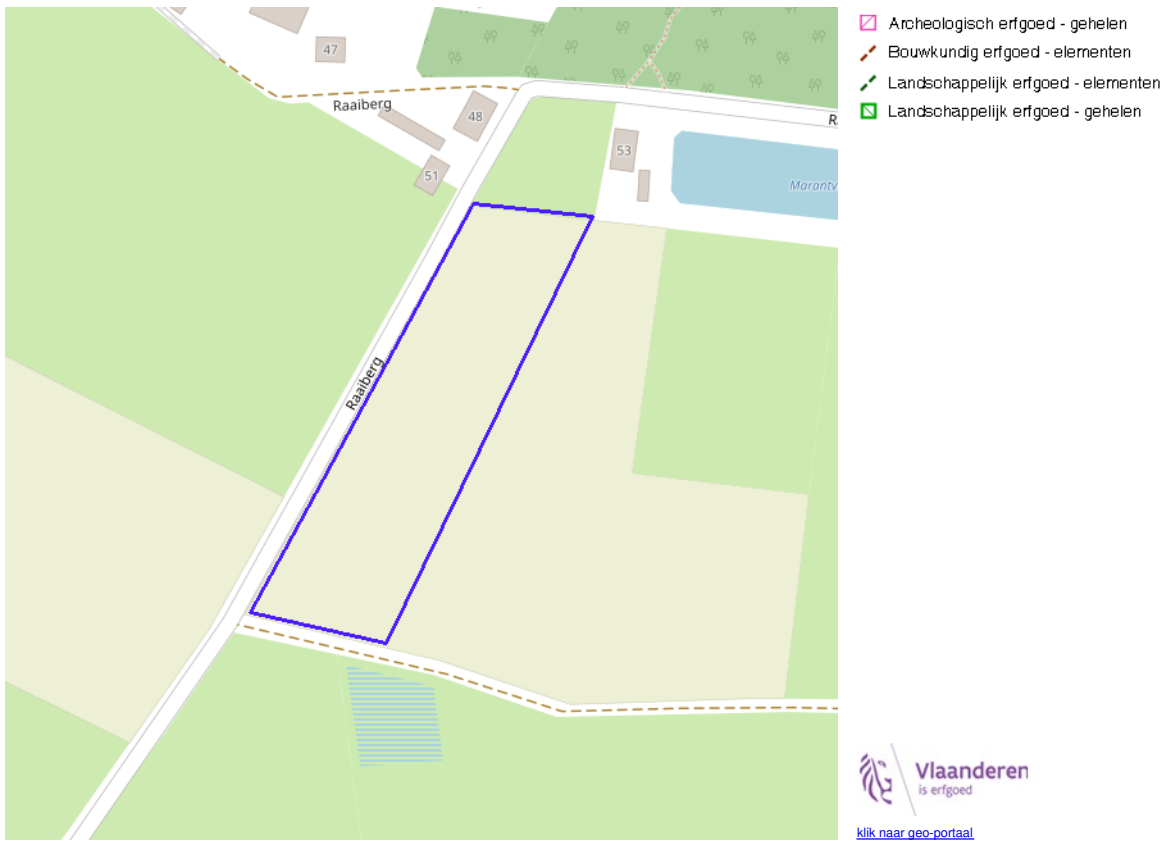 47
Raaiberg
48
51
53
Marantv
Raaiberg
Archeologisch erfgoed - gehelen
Bouwkundig erfgoed - elementen
Landschappelijk erfgoed - elementen
Landschappelijk erfgoed - gehelen
Vlaanderen
is erfgoed
klik naar geo-portaal